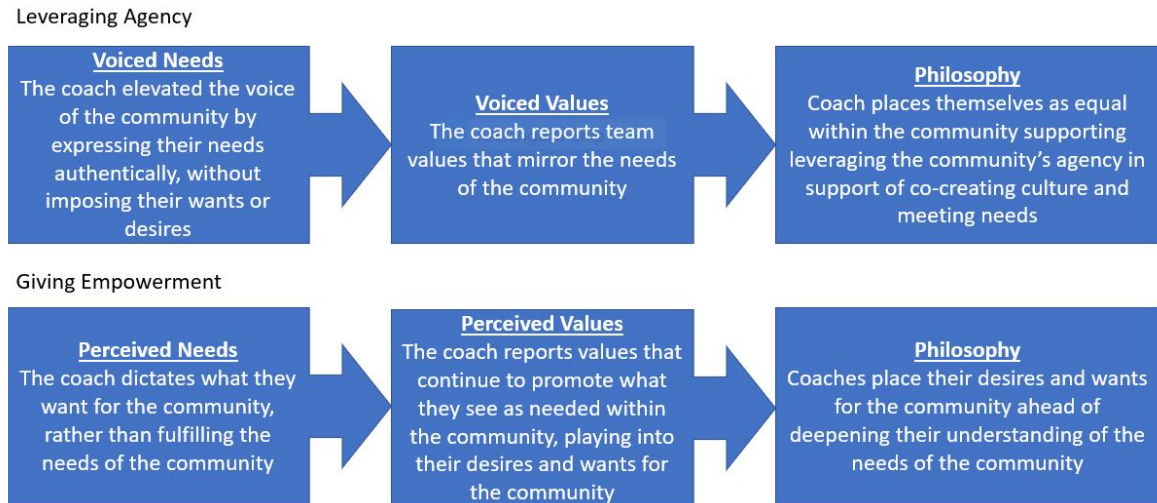 Leveraging Agency
Voiced Needs
The coach elevated the voice
of the community by
expressing their needs
authentically, without
imposing their wants or
desires
Voiced Values
The coach reports team
values that mirror the needs
of the community
Philosophy
Coach places themselves as equal
within the community supporting
leveraging the community's agency in
support of co-creating culture and
meeting needs
Giving Empowerment
Perceived Needs
The coach dictates what they
want for the community,
rather than fulfilling the
needs of the community
Perceived Values
The coach reports values that
continue to promote what
they see as needed within
the community, playing into
their desires and wants for
the community
Philosophy
Coaches place their desires and wants
for the community ahead of
deepening their understanding of the
needs of the community